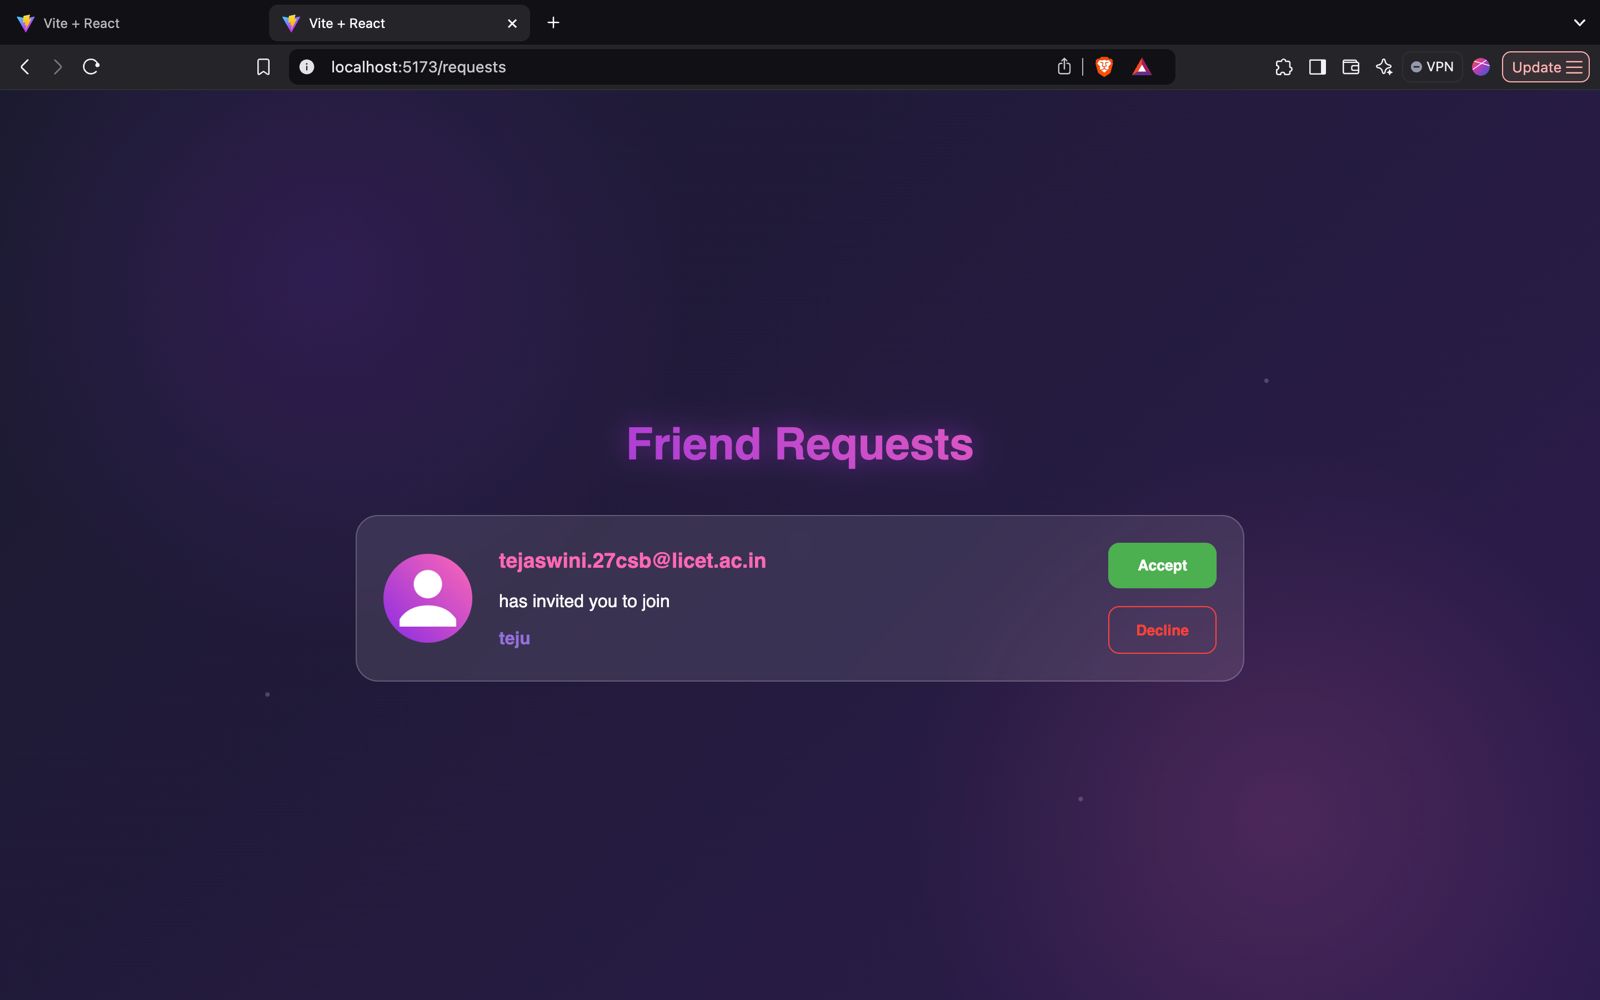 Vite + React
Vite + React
localhost:5173/requests
VPN
Update
Friend Requests
tejaswini.27csb@licet.ac.in
has invited you to join
teju
Accept
Decline